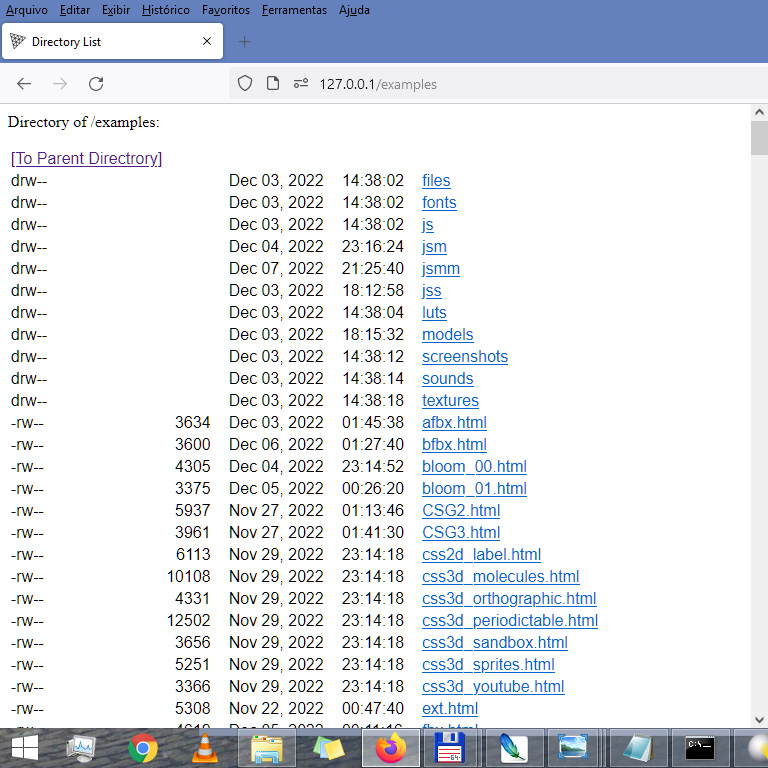 Arquivo Editar Exibir Histórico Favoritos Ferramentas Ajuda
Directory List
127.0.0.1/examples
Directory of /examples:
[To Parent Directrory]
drw-- Dec 03, 2022 14:38:02 files
drw-- Dec 03, 2022 14:38:02 fonts
drw-- Dec 03, 2022 14:38:02 js
drw-- Dec 04, 2022 23:16:24 jsm
drw-- Dec 07, 2022 21:25:40 jsmm
drw-- Dec 03, 2022 18:12:58 jss
drw-- Dec 03, 2022 14:38:04 luts
drw-- Dec 03, 2022 18:15:32 models
drw-- Dec 03, 2022 14:38:12 screenshots
drw-- Dec 03, 2022 14:38:14 sounds
drw-- Dec 03, 2022 14:38:18 textures
-rw-- 3634 Dec 03, 2022 01:45:38 afbx.html
-rw-- 3600 Dec 06, 2022 01:27:40 bfbx.html
-rw-- 4305 Dec 04, 2022 23:14:52 bloom_00.html
-rw-- 3375 Dec 05, 2022 00:26:20 bloom_01.html
-rw-- 5937 Nov 27, 2022 01:13:46 CSG2.html
-rw-- 3961 Nov 27, 2022 01:41:30 CSG3.html
-rw-- 6113 Nov 29, 2022 23:14:18 css2d_label.html
-rw-- 10108 Nov 29, 2022 23:14:18 css3d_molecules.html
-rw-- 4331 Nov 29, 2022 23:14:18 css3d_orthographic.html
-rw-- 12502 Nov 29, 2022 23:14:18 css3d_periodictable.html
-rw-- 3656 Nov 29, 2022 23:14:18 css3d_sandbox.html
-rw-- 5251 Nov 29, 2022 23:14:18 css3d_sprites.html
-rw-- 3366 Nov 29, 2022 23:14:18 css3d_youtube.html
-rw-- 5308 Nov 22, 2022 00:47:40 ext.html